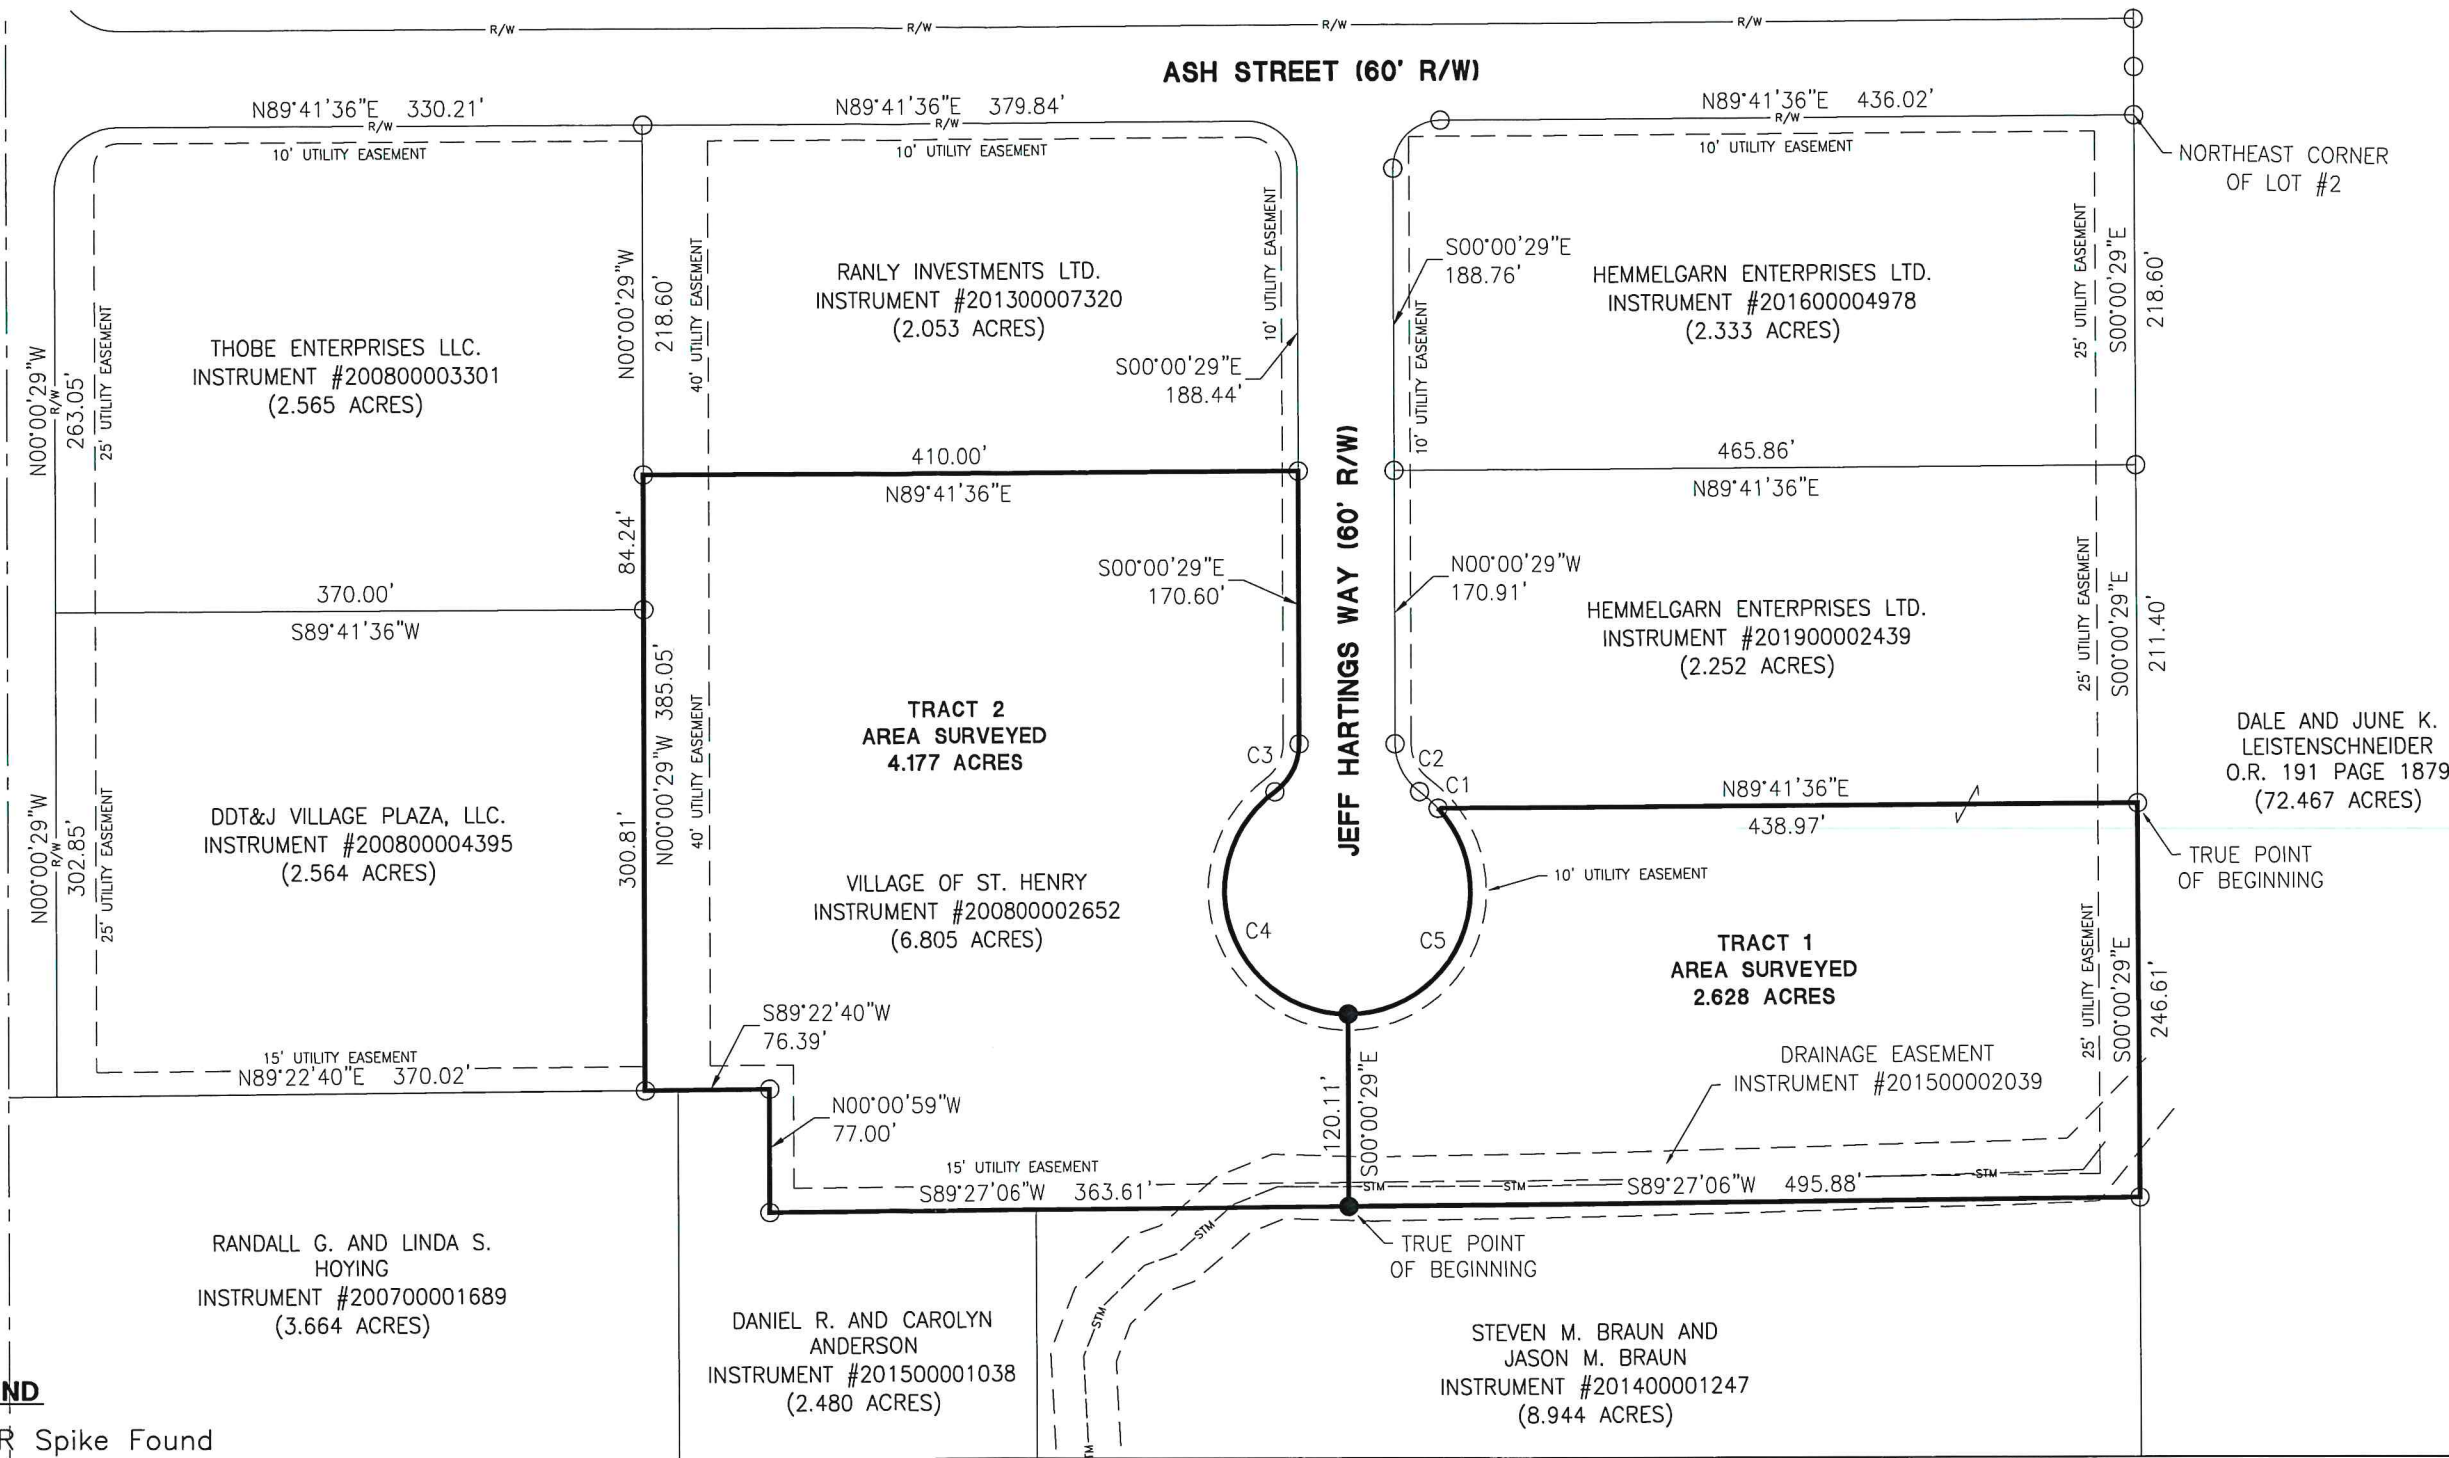 R/W R/W R/W R/W
ASH STREET (60' R/W)
N89°41'36"E 330.21'
R/W
10' UTILITY EASEMENT
N89°41'36"E 379.84'
R/W
10' UTILITY EASEMENT
N89°41'36"E 436.02'
R/W
10' UTILITY EASEMENT
NORTHEAST CORNER
OF LOT #2
N00°00'29"W
R/W
263.05'
25' UTILITY EASEMENT
THOBE ENTERPRISES LLC.
INSTRUMENT #200800003301
(2.565 ACRES)
N00°00'29"W
218.60'
40' UTILITY EASEMENT
RANLY INVESTMENTS LTD.
INSTRUMENT #201300007320
(2.053 ACRES)
10' UTILITY EASEMENT
S00°00'29"E
188.44'
S00°00'29"E
188.76'
10' UTILITY EASEMENT
HEMMELGARN ENTERPRISES LTD.
INSTRUMENT #201600004978
(2.333 ACRES)
25' UTILITY EASEMENT
S00°00'29"E
218.60'
410.00'
N89°41'36"E
465.86'
N89°41'36"E
84.24'
370.00'
S89°41'36"W
S00°00'29"E
170.60'
JEFF HARTINGS WAY (60' R/W)
N00°00'29"W
170.91'
HEMMELGARN ENTERPRISES LTD.
INSTRUMENT #201900002439
(2.252 ACRES)
25' UTILITY EASEMENT
S00°00'29"E
211.40'
N00°00'29"W 385.05'
40' UTILITY EASEMENT
TRACT 2
AREA SURVEYED
4.177 ACRES
C3
C2
C1
N89°41'36"E
438.97'
DALE AND JUNE K.
LEISTENSCHNEIDER
O.R. 191 PAGE 1879
(72.467 ACRES)
N00°00'29"W
R/W
302.85'
25' UTILITY EASEMENT
DDT&J VILLAGE PLAZA, LLC.
INSTRUMENT #200800004395
(2.564 ACRES)
300.81'
VILLAGE OF ST. HENRY
INSTRUMENT #200800002652
(6.805 ACRES)
C4
C5
10' UTILITY EASEMENT
TRUE POINT
OF BEGINNING
TRACT 1
AREA SURVEYED
2.628 ACRES
25' UTILITY EASEMENT
S00°00'29"E
246.61'
S89°22'40"W
76.39'
15' UTILITY EASEMENT
N89°22'40"E 370.02'
N00°00'59"W
77.00'
120.11'
S00°00'29"E
DRAINAGE EASEMENT
INSTRUMENT #201500002039
15' UTILITY EASEMENT
S89°27'06"W 363.61'
STM STM S89°27'06"W 495.88' STM
STM
STM
TM
TRUE POINT
OF BEGINNING
RANDALL G. AND LINDA S.
HOYING
INSTRUMENT #200700001689
(3.664 ACRES)
DANIEL R. AND CAROLYN
ANDERSON
INSTRUMENT #201500001038
(2.480 ACRES)
STEVEN M. BRAUN AND
JASON M. BRAUN
INSTRUMENT #201400001247
(8.944 ACRES)
ND
R Spike Found